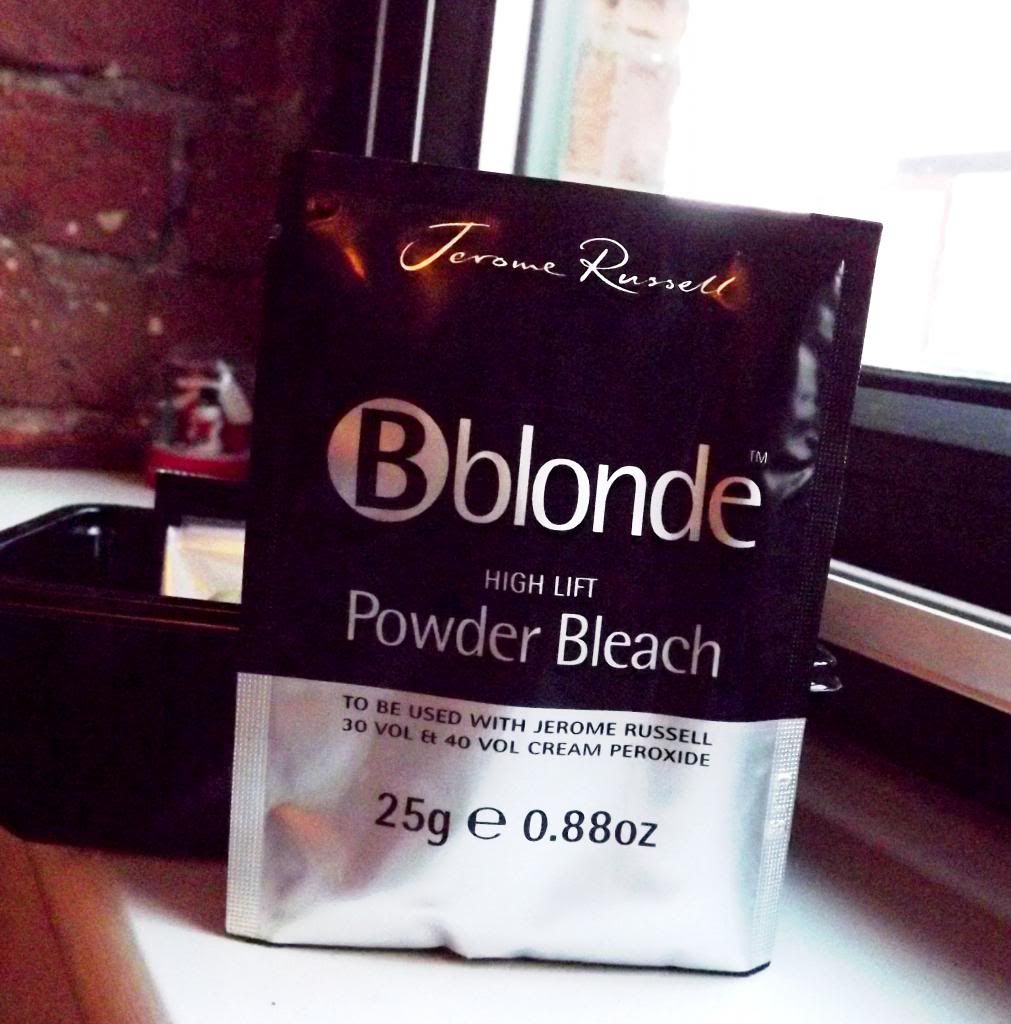 Jerome Russell
B blonde™
HIGH LIFT
Powder Bleach
TO BE USED WITH JEROME RUSSELL
30 VOL & 40 VOL CREAM PEROXIDE
25g ℮ 0.88oz